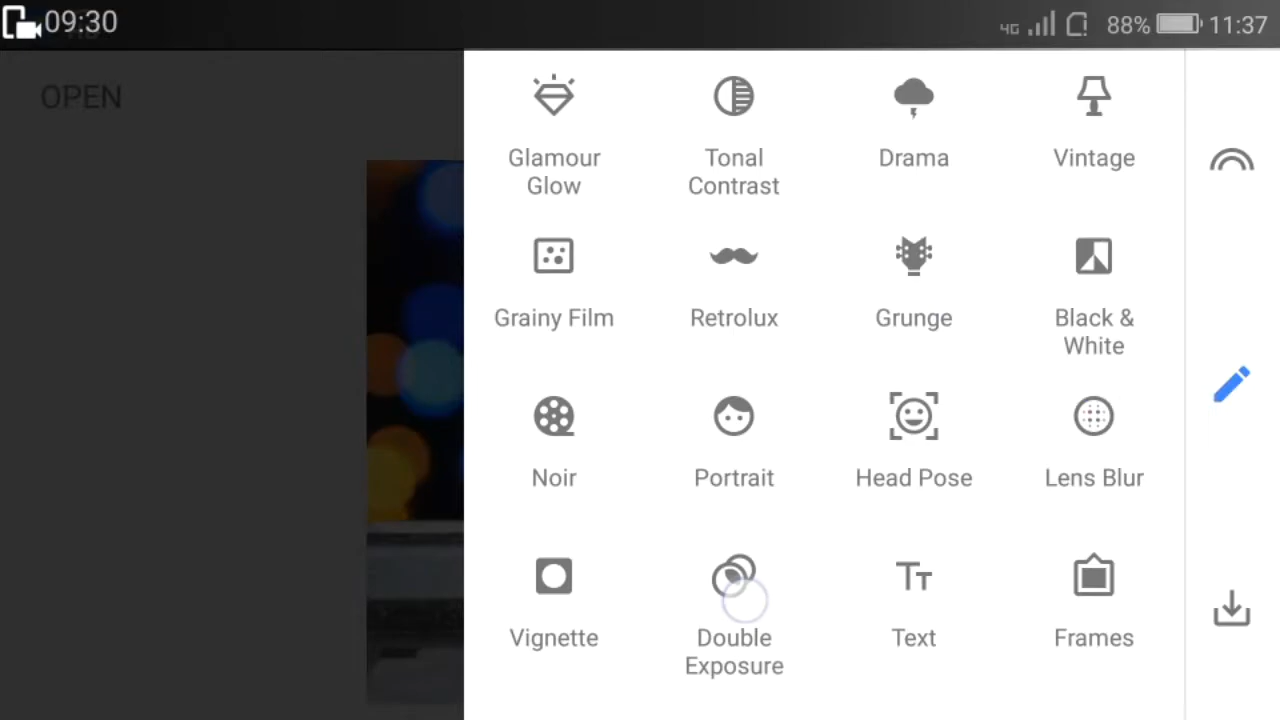 09:30
4G 88% 11:37
OPEN
Glamour Glow
Tonal Contrast
Drama
Vintage
Grainy Film
Retrolux
Grunge
Black & White
Noir
Portrait
Head Pose
Lens Blur
Vignette
Double Exposure
Tт Text
Frames